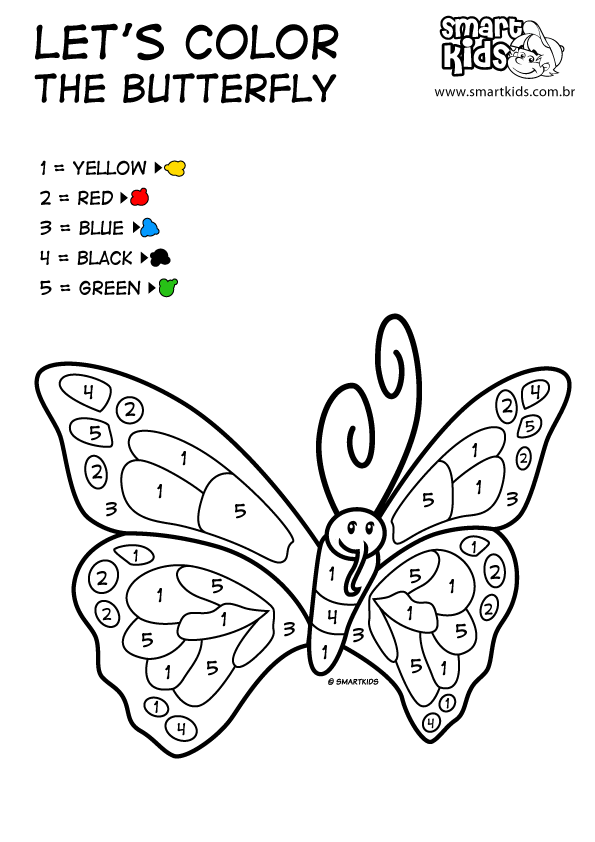 LET'S COLOR
THE BUTTERFLY
smart
kids
www.smartkids.com.br
1 = YELLOW
2 = RED
3 = BLUE
4 = BLACK
5 = GREEN
4 2 2 4
5 1 1 5
2 1 5 5 1 2
3 3
1 1
2 1 5 1 5 1 2
2 1 4 1 2
5 3 3 5
1 5 1 5 1
1 4 1 4
© SMARTKIDS